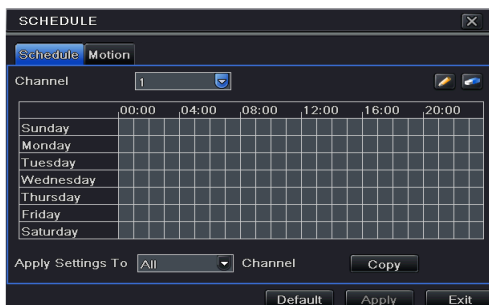 SCHEDULE
Schedule Motion
Channel 1
00:00 04:00 08:00 12:00 16:00 20:00
Sunday
Monday
Tuesday
Wednesday
Thursday
Friday
Saturday
Apply Settings To All Channel Copy
Default Apply Exit